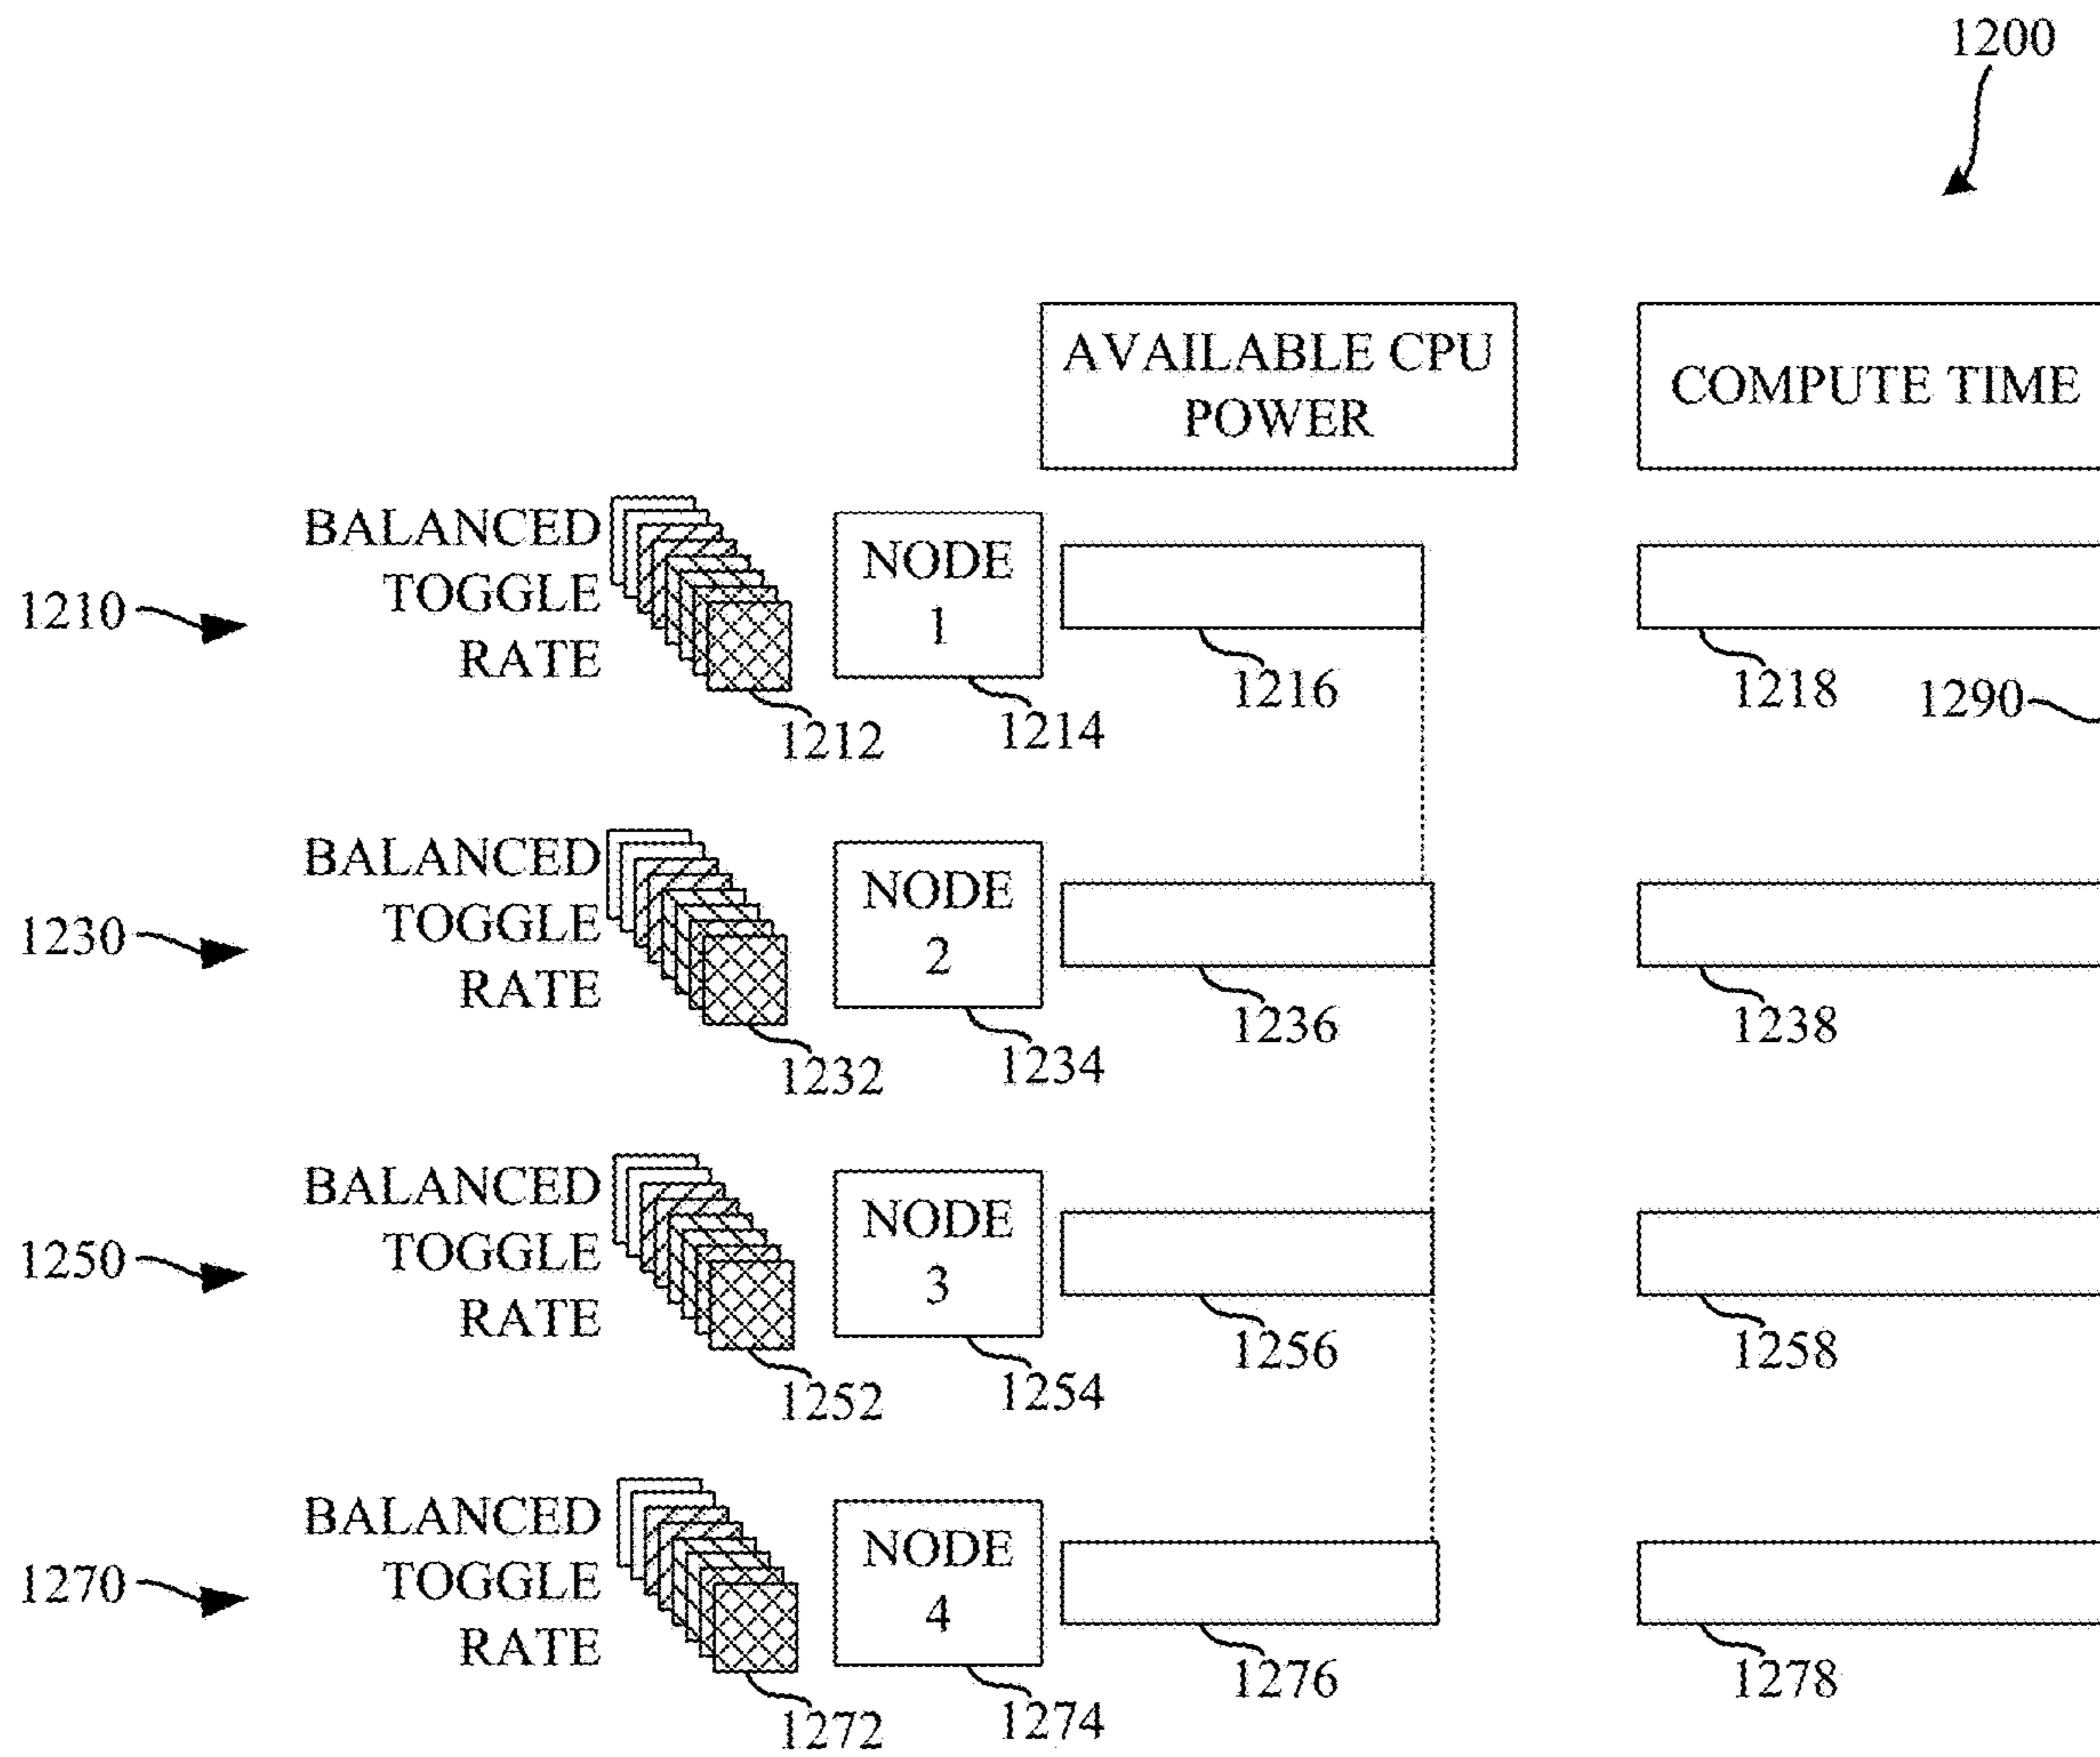 1200
AVAILABLE CPU
POWER
COMPUTE TIME
1210
BALANCED
TOGGLE
RATE
NODE
1
1212
1214
1216
1218
1290
1230
BALANCED
TOGGLE
RATE
NODE
2
1232
1234
1236
1238
1250
BALANCED
TOGGLE
RATE
NODE
3
1252
1254
1256
1258
1270
BALANCED
TOGGLE
RATE
NODE
4
1272
1274
1276
1278